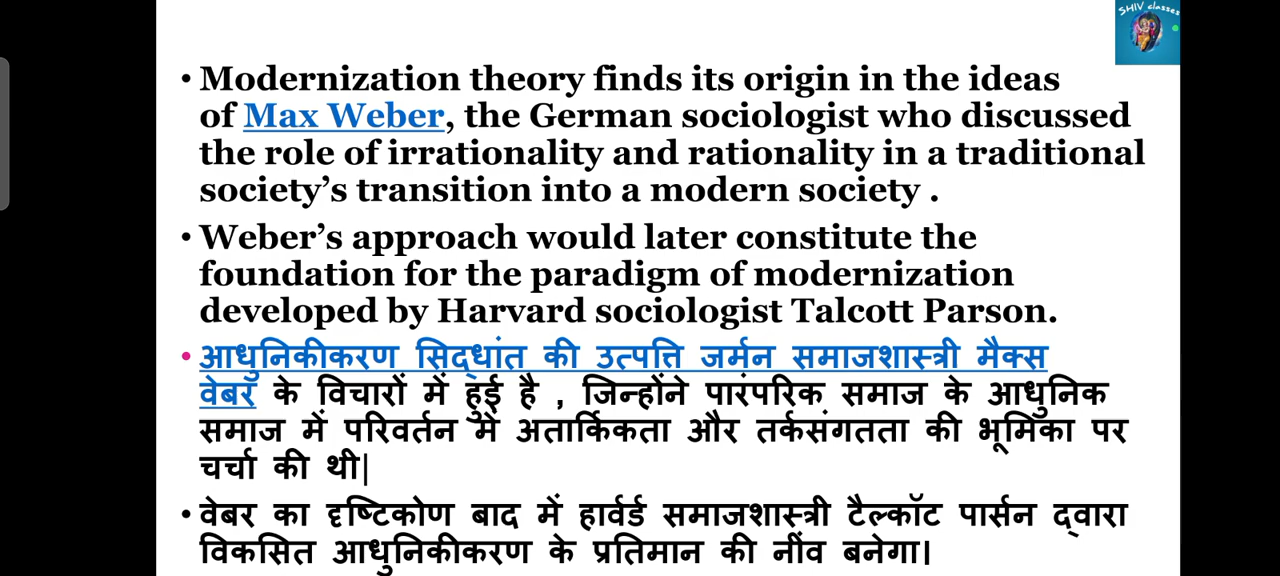 SHIV classes
• Modernization theory finds its origin in the ideas
of Max Weber, the German sociologist who discussed
the role of irrationality and rationality in a traditional
society's transition into a modern society .
• Weber's approach would later constitute the
foundation for the paradigm of modernization
developed by Harvard sociologist Talcott Parson.
• आधुनिकीकरण सिद्धांत की उत्पत्ति जर्मन समाजशास्त्री मैक्स
वेबर के विचारों में हुई है , जिन्होंने पारंपरिक समाज के आधुनिक
समाज में परिवर्तन में अतार्किकता और तर्कसंगतता की भूमिका पर
चर्चा की थी|
• वेबर का दृष्टिकोण बाद में हार्वर्ड समाजशास्त्री टैल्कॉट पार्सन द्वारा
विकसित आधुनिकीकरण के प्रतिमान की नींव बनेगा।